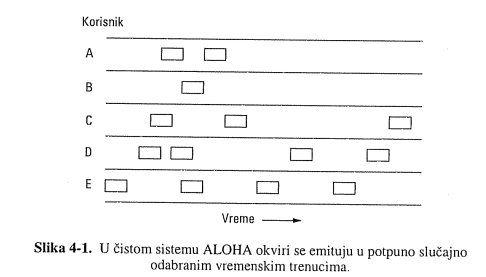 Korisnik
A
B
C
D
E
Vreme
Slika 4-1. U čistom sistemu ALOHA okviri se emituju u potpuno slučajno
odabranim vremenskim trenucima.